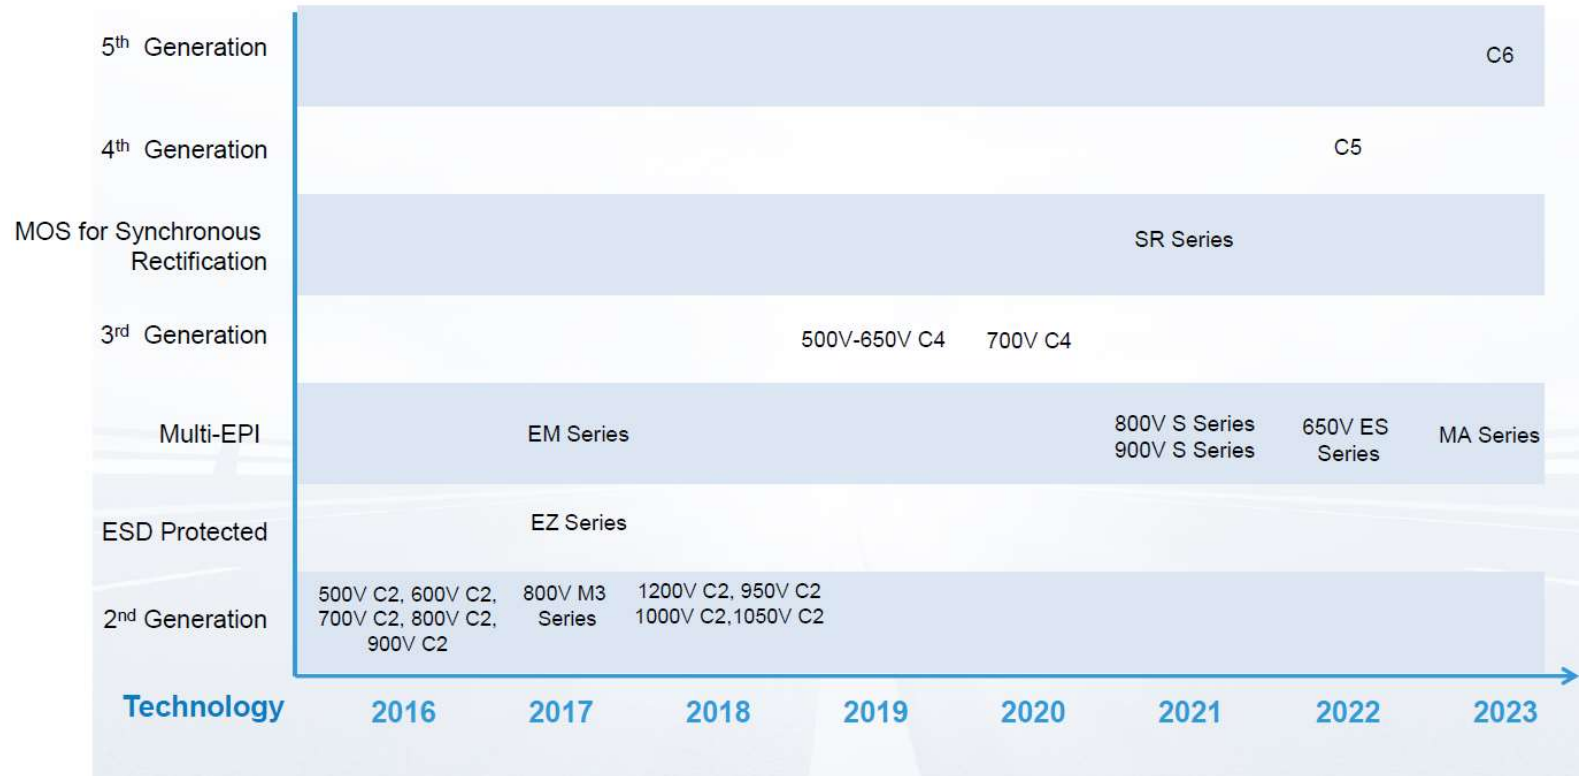 5th Generation
C6
4th Generation
C5
MOS for Synchronous
Rectification
SR Series
3rd Generation
500V-650V C4
700V C4
Multi-EPI
EM Series
800V S Series
900V S Series
650V ES
Series
MA Series
ESD Protected
EZ Series
2nd Generation
500V C2, 600V C2,
700V C2, 800V C2,
900V C2
800V M3
Series
1200V C2, 950V C2
1000V C2,1050V C2
Technology
2016
2017
2018
2019
2020
2021
2022
2023